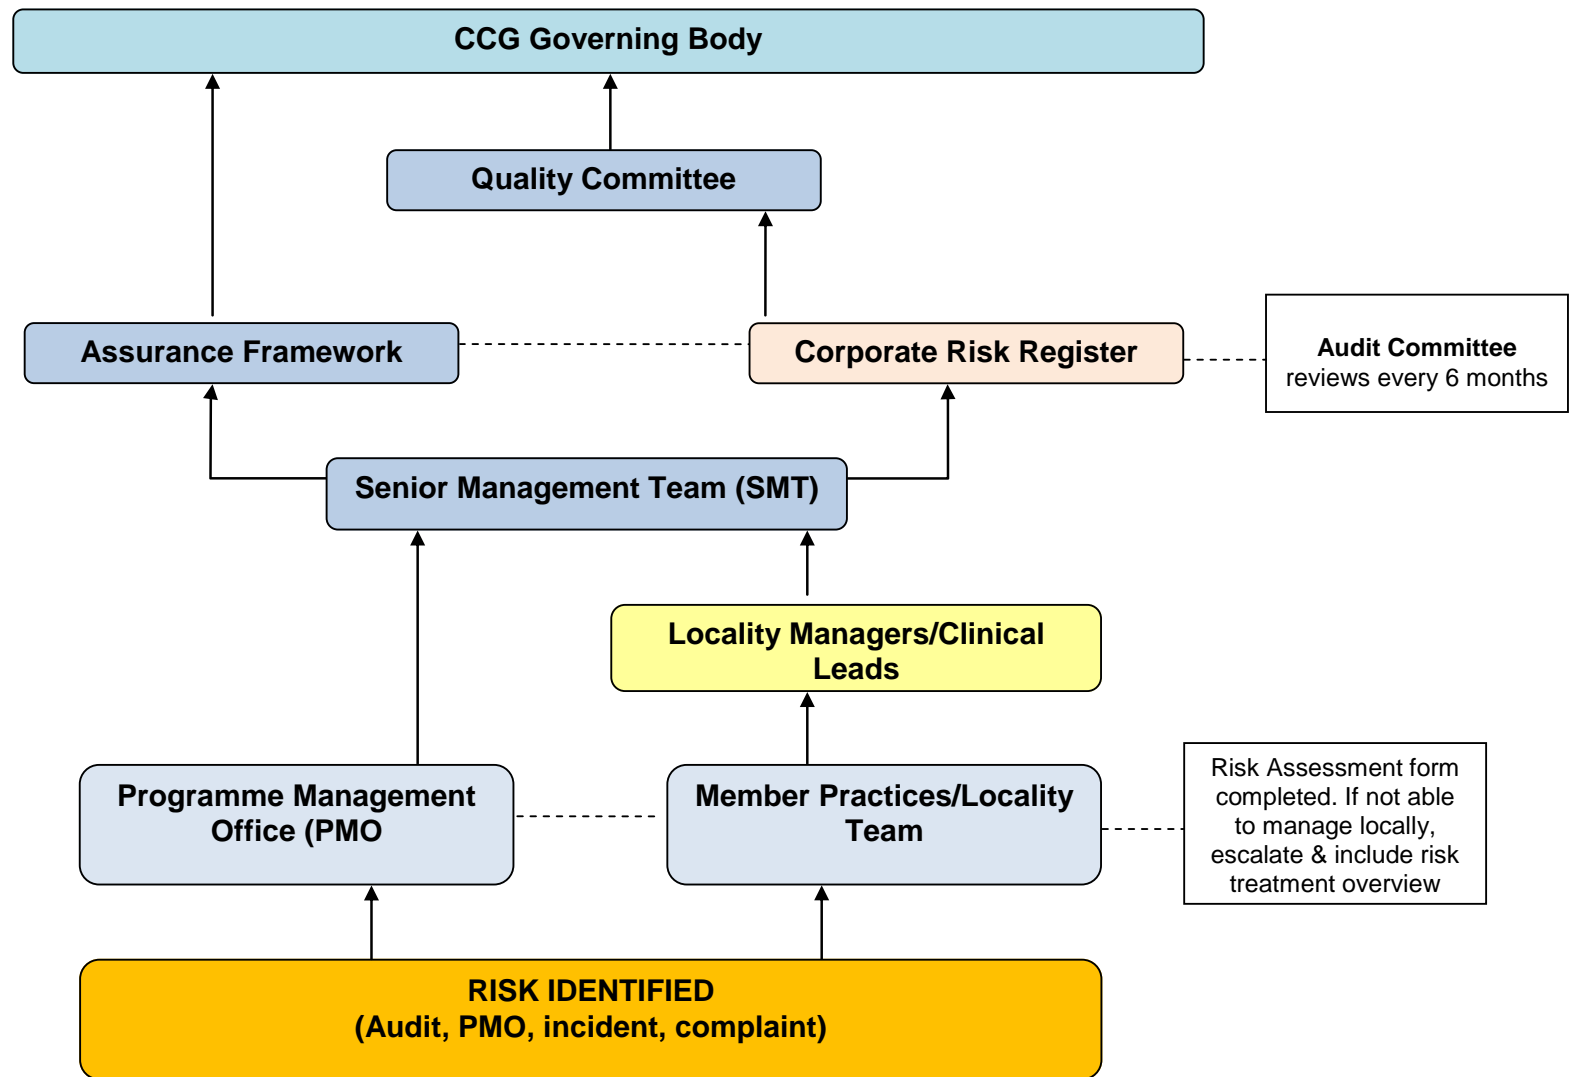 CCG Governing Body
Quality Committee
Assurance Framework
Corporate Risk Register
Audit Committee
reviews every 6 months
Senior Management Team (SMT)
Locality Managers/Clinical
Leads
Programme Management
Office (PMO
Member Practices/Locality
Team
Risk Assessment form
completed. If not able
to manage locally,
escalate & include risk
treatment overview
RISK IDENTIFIED
(Audit, PMO, incident, complaint)